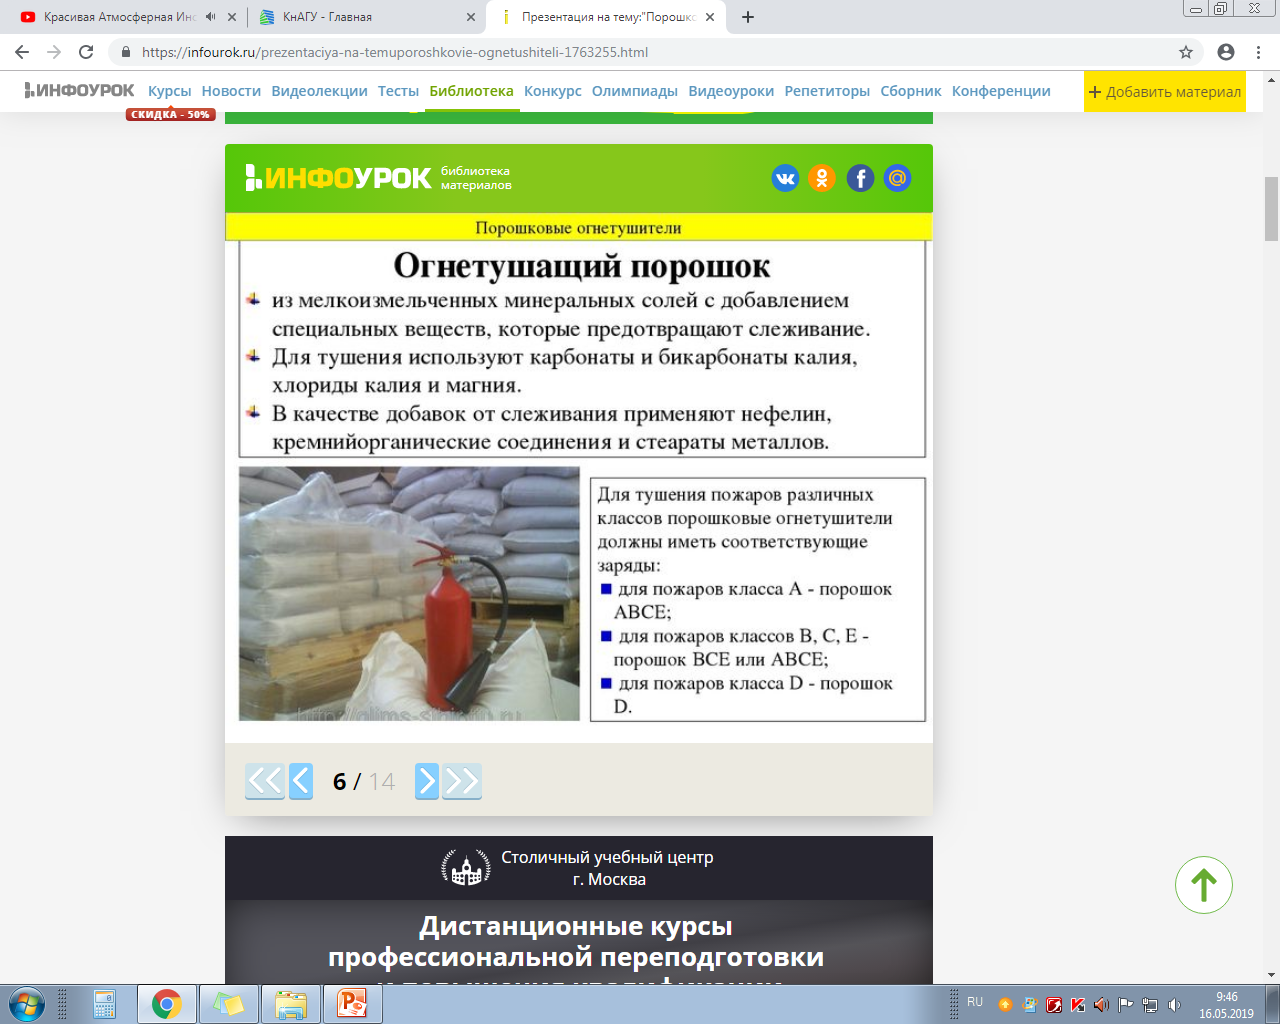 Красивая Атмосферная Инс
КнАГУ - Главная
Презентация на тему:"Порошко
https://infourok.ru/prezentaciya-na-temuporoshkovie-ognetushiteli-1763255.html
ИНФОУРОК
Курсы
Новости
Видеолекции
Тесты
Библиотека
Конкурс
Олимпиады
Видеоуроки
Репетиторы
Сборник
Конференции
+ Добавить материал
СКИДКА - 50%
ИНФОУРОК
библиотека
материалов
Порошковые огнетушители
Огнетушащий порошок
из мелкоизмельченных минеральных солей с добавлением
специальных веществ, которые предотвращают слеживание.
Для тушения используют карбонаты и бикарбонаты калия,
хлориды калия и магния.
В качестве добавок от слеживания применяют нефелин,
кремнийорганические соединения и стеараты металлов.
Для тушения пожаров различных
классов порошковые огнетушители
должны иметь соответствующие
заряды:
для пожаров класса А - порошок
АВСЕ;
для пожаров классов В, С, Е -
порошок ВСЕ или АВСЕ;
для пожаров класса D - порошок
D.
6 / 14
Столичный учебный центр
г. Москва
Дистанционные курсы
профессиональной переподготовки
RU
9:46
16.05.2019